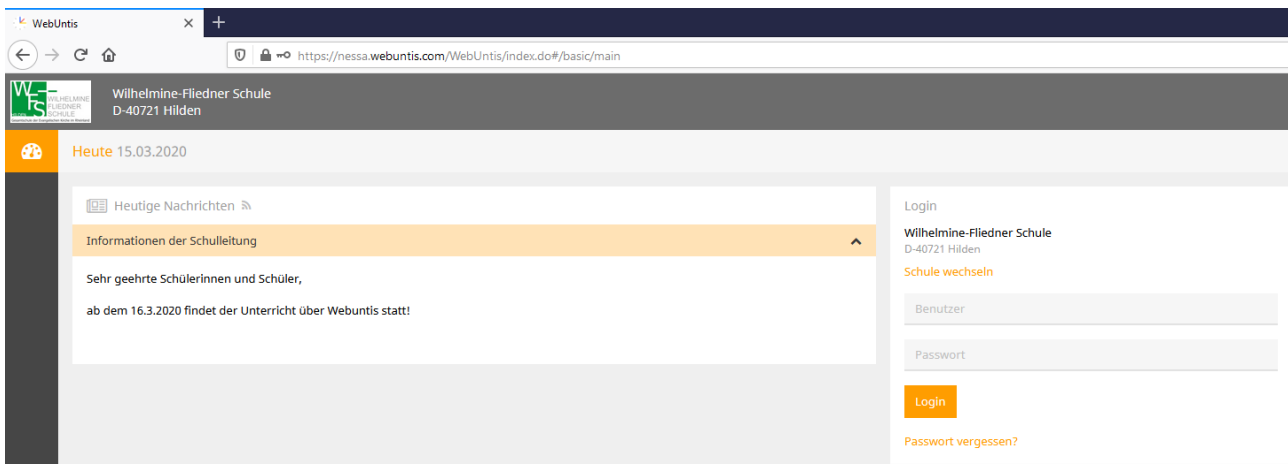 WebUntis
https://nessa.webuntis.com/WebUntis/index.do#/basic/main
WFS
WILHELMINE
FLIEDNER
SCHULE
Wilhelmine-Fliedner Schule
D-40721 Hilden
Heute 15.03.2020
Heutige Nachrichten
Informationen der Schulleitung
Sehr geehrte Schülerinnen und Schüler,
ab dem 16.3.2020 findet der Unterricht über Webuntis statt!
Login
Wilhelmine-Fliedner Schule
D-40721 Hilden
Schule wechseln
Benutzer
Passwort
Login
Passwort vergessen?